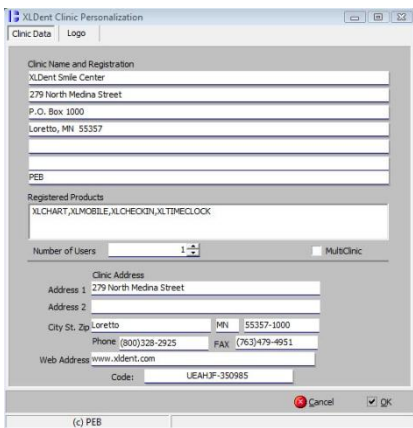 XLDent Clinic Personalization
Clinic Data Logo
Clinic Name and Registration
XLDent Smile Center
279 North Medina Street
P.O. Box 1000
Loretto, MN 55357
PEB
Registered Products
XLCHART,XLMOBILE,XLCHECKIN,XLTIMECLOCK
Number of Users 1 MultiClinic
Clinic Address
Address 1 279 North Medina Street
Address 2
City St. Zip Loretto MN 55357-1000
Phone (800)328-2925 FAX (763)479-4951
Web Address www.xldent.com
Code: UEAHJF-350985
Cancel OK
(c) PEB